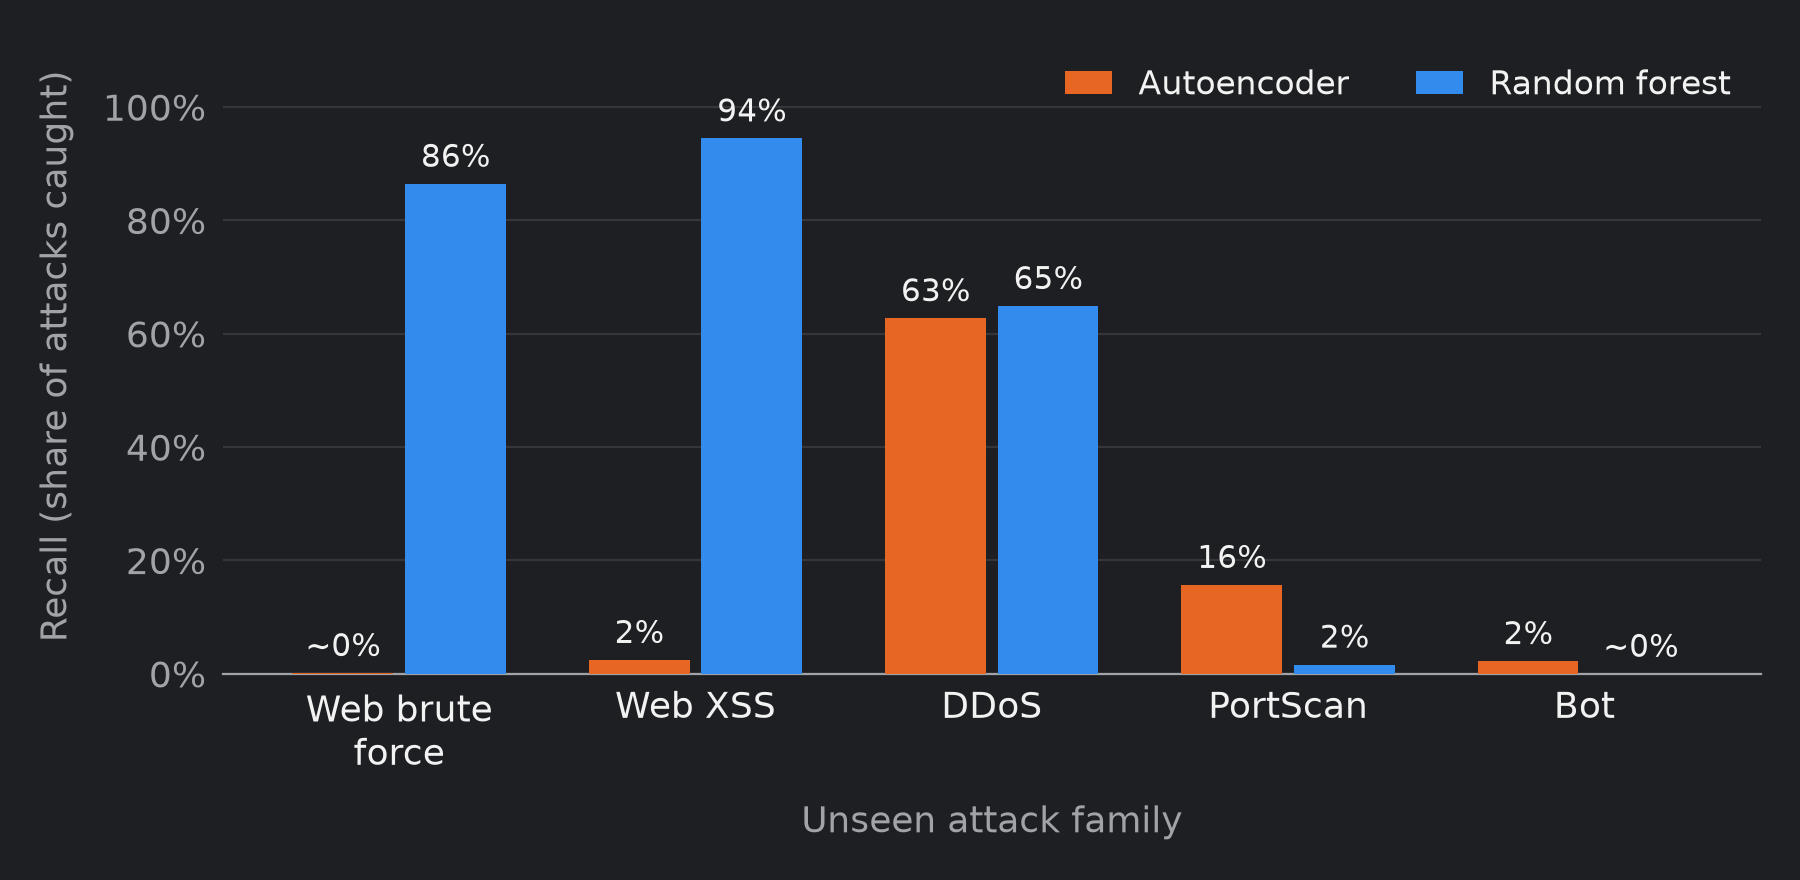 Autoencoder
Random forest
Recall (share of attacks caught)
100%
80%
60%
40%
20%
0%
~0%
86%
2%
94%
63%
65%
16%
2%
2%
~0%
Web brute
force
Web XSS
DDoS
PortScan
Bot
Unseen attack family